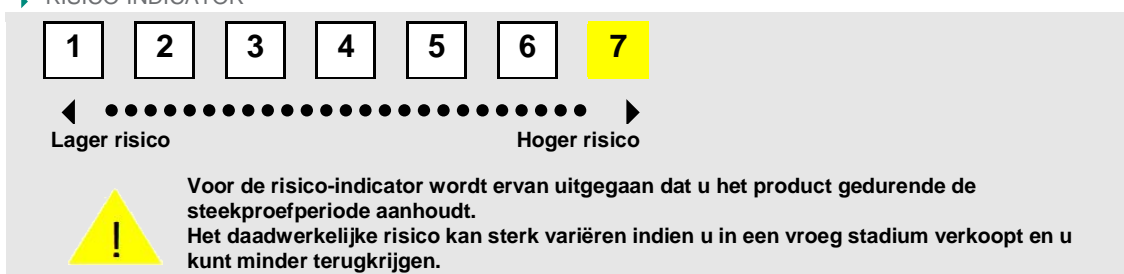 RISICO-INDICATOR
1 2 3 4 5 6 7
Lager risico Hoger risico
! Voor de risico-indicator wordt ervan uitgegaan dat u het product gedurende de
steekproefperiode aanhoudt.
Het daadwerkelijke risico kan sterk variëren indien u in een vroeg stadium verkoopt en u
kunt minder terugkrijgen.